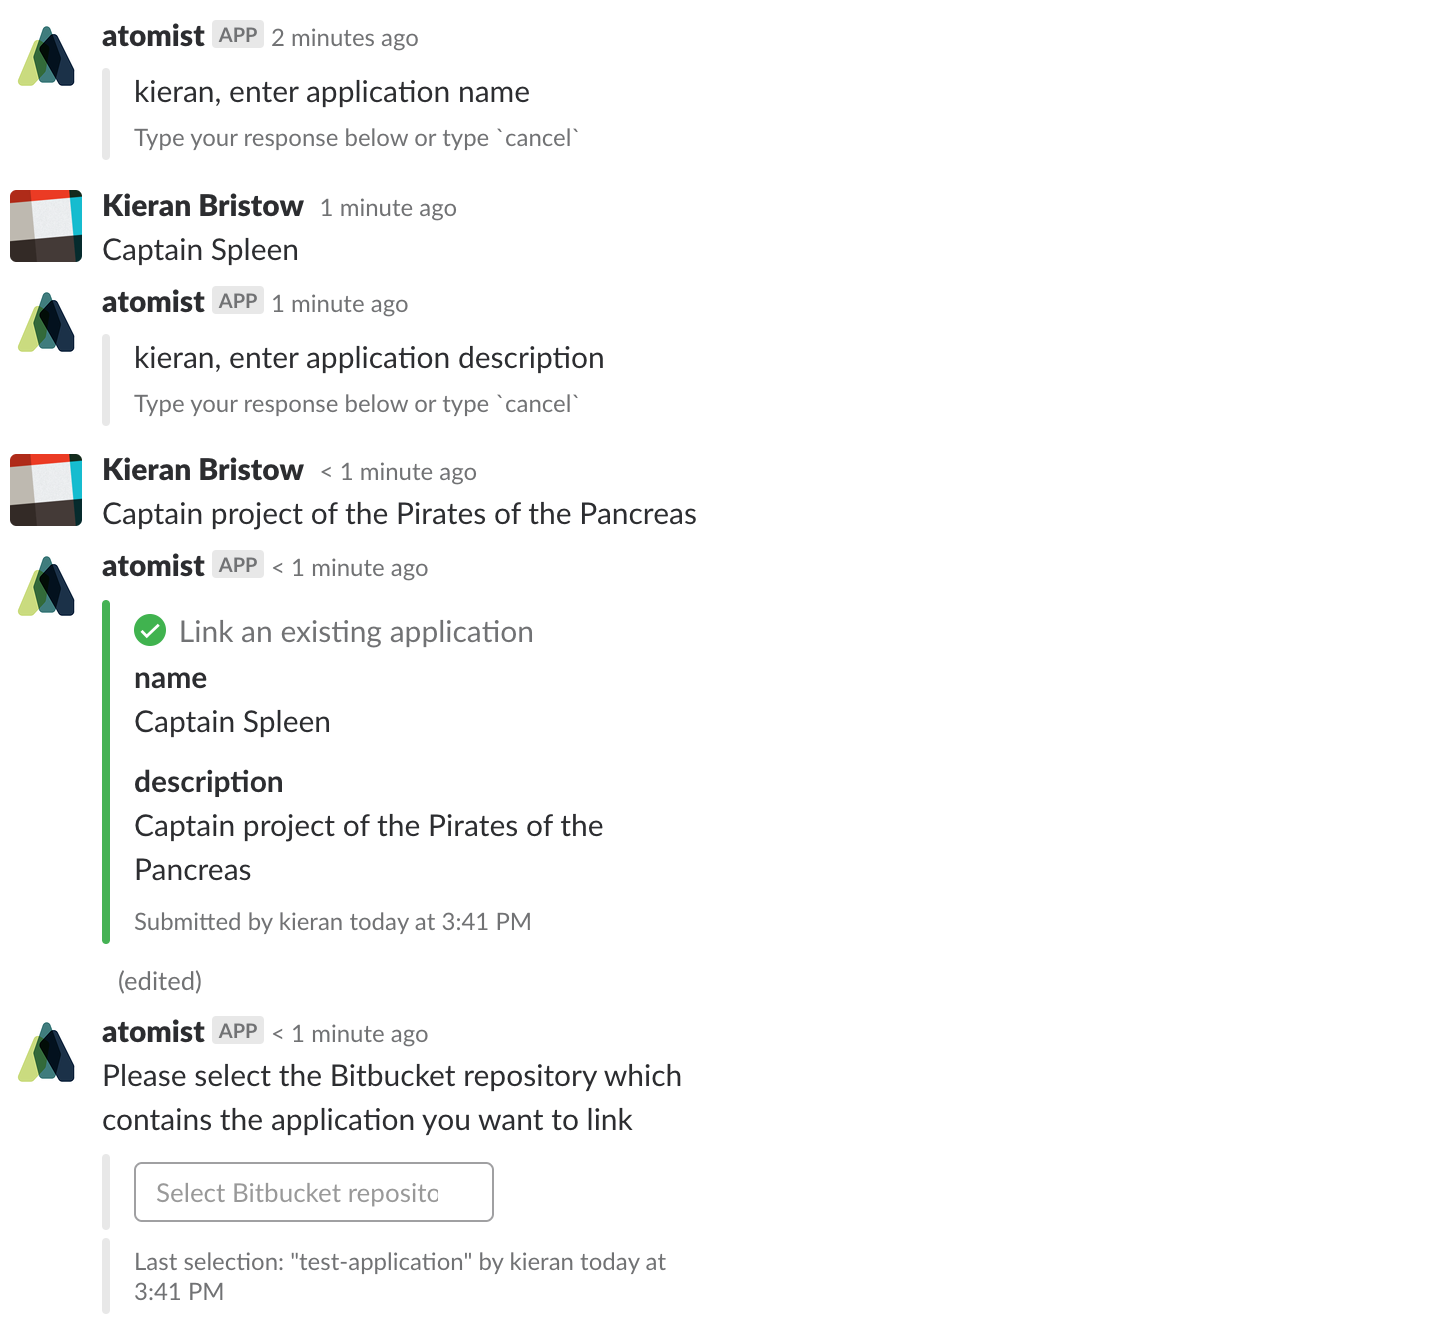 atomist APP 2 minutes ago
kieran, enter application name
Type your response below or type `cancel`
Kieran Bristow 1 minute ago
Captain Spleen
atomist APP 1 minute ago
kieran, enter application description
Type your response below or type `cancel`
Kieran Bristow < 1 minute ago
Captain project of the Pirates of the Pancreas
atomist APP < 1 minute ago
Link an existing application
name
Captain Spleen
description
Captain project of the Pirates of the
Pancreas
Submitted by kieran today at 3:41 PM
(edited)
atomist APP < 1 minute ago
Please select the Bitbucket repository which
contains the application you want to link
Select Bitbucket reposito
Last selection: "test-application" by kieran today at
3:41 PM